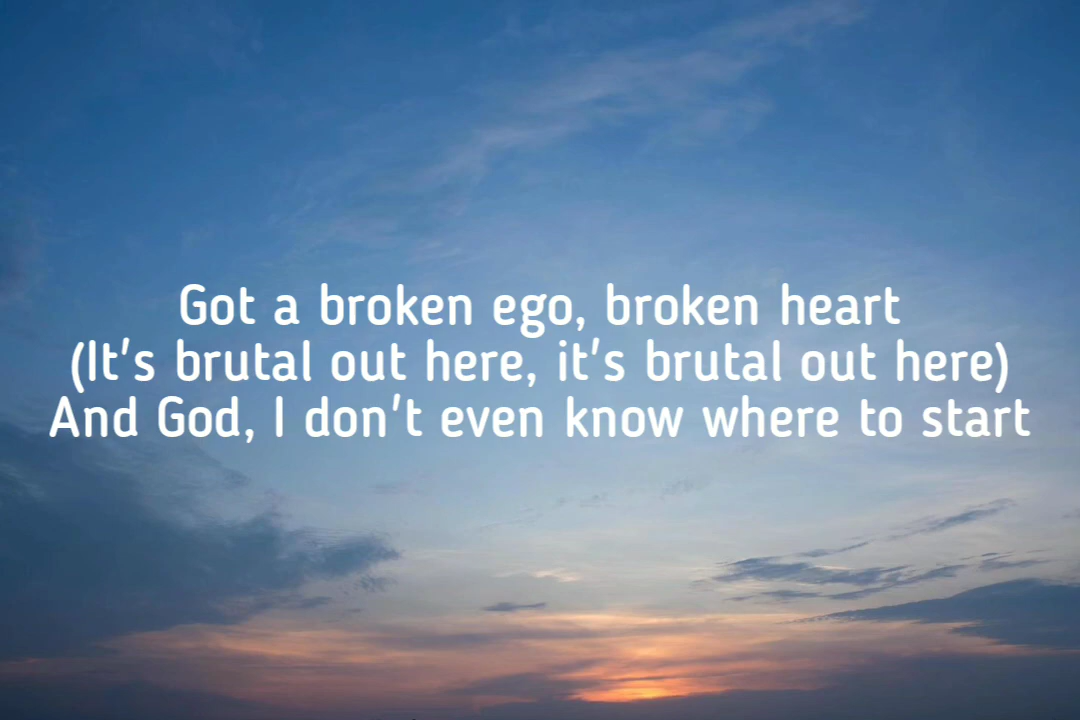 Got a broken ego, broken heart
(It's brutal out here, it's brutal out here)
And God, I don't even know where to start